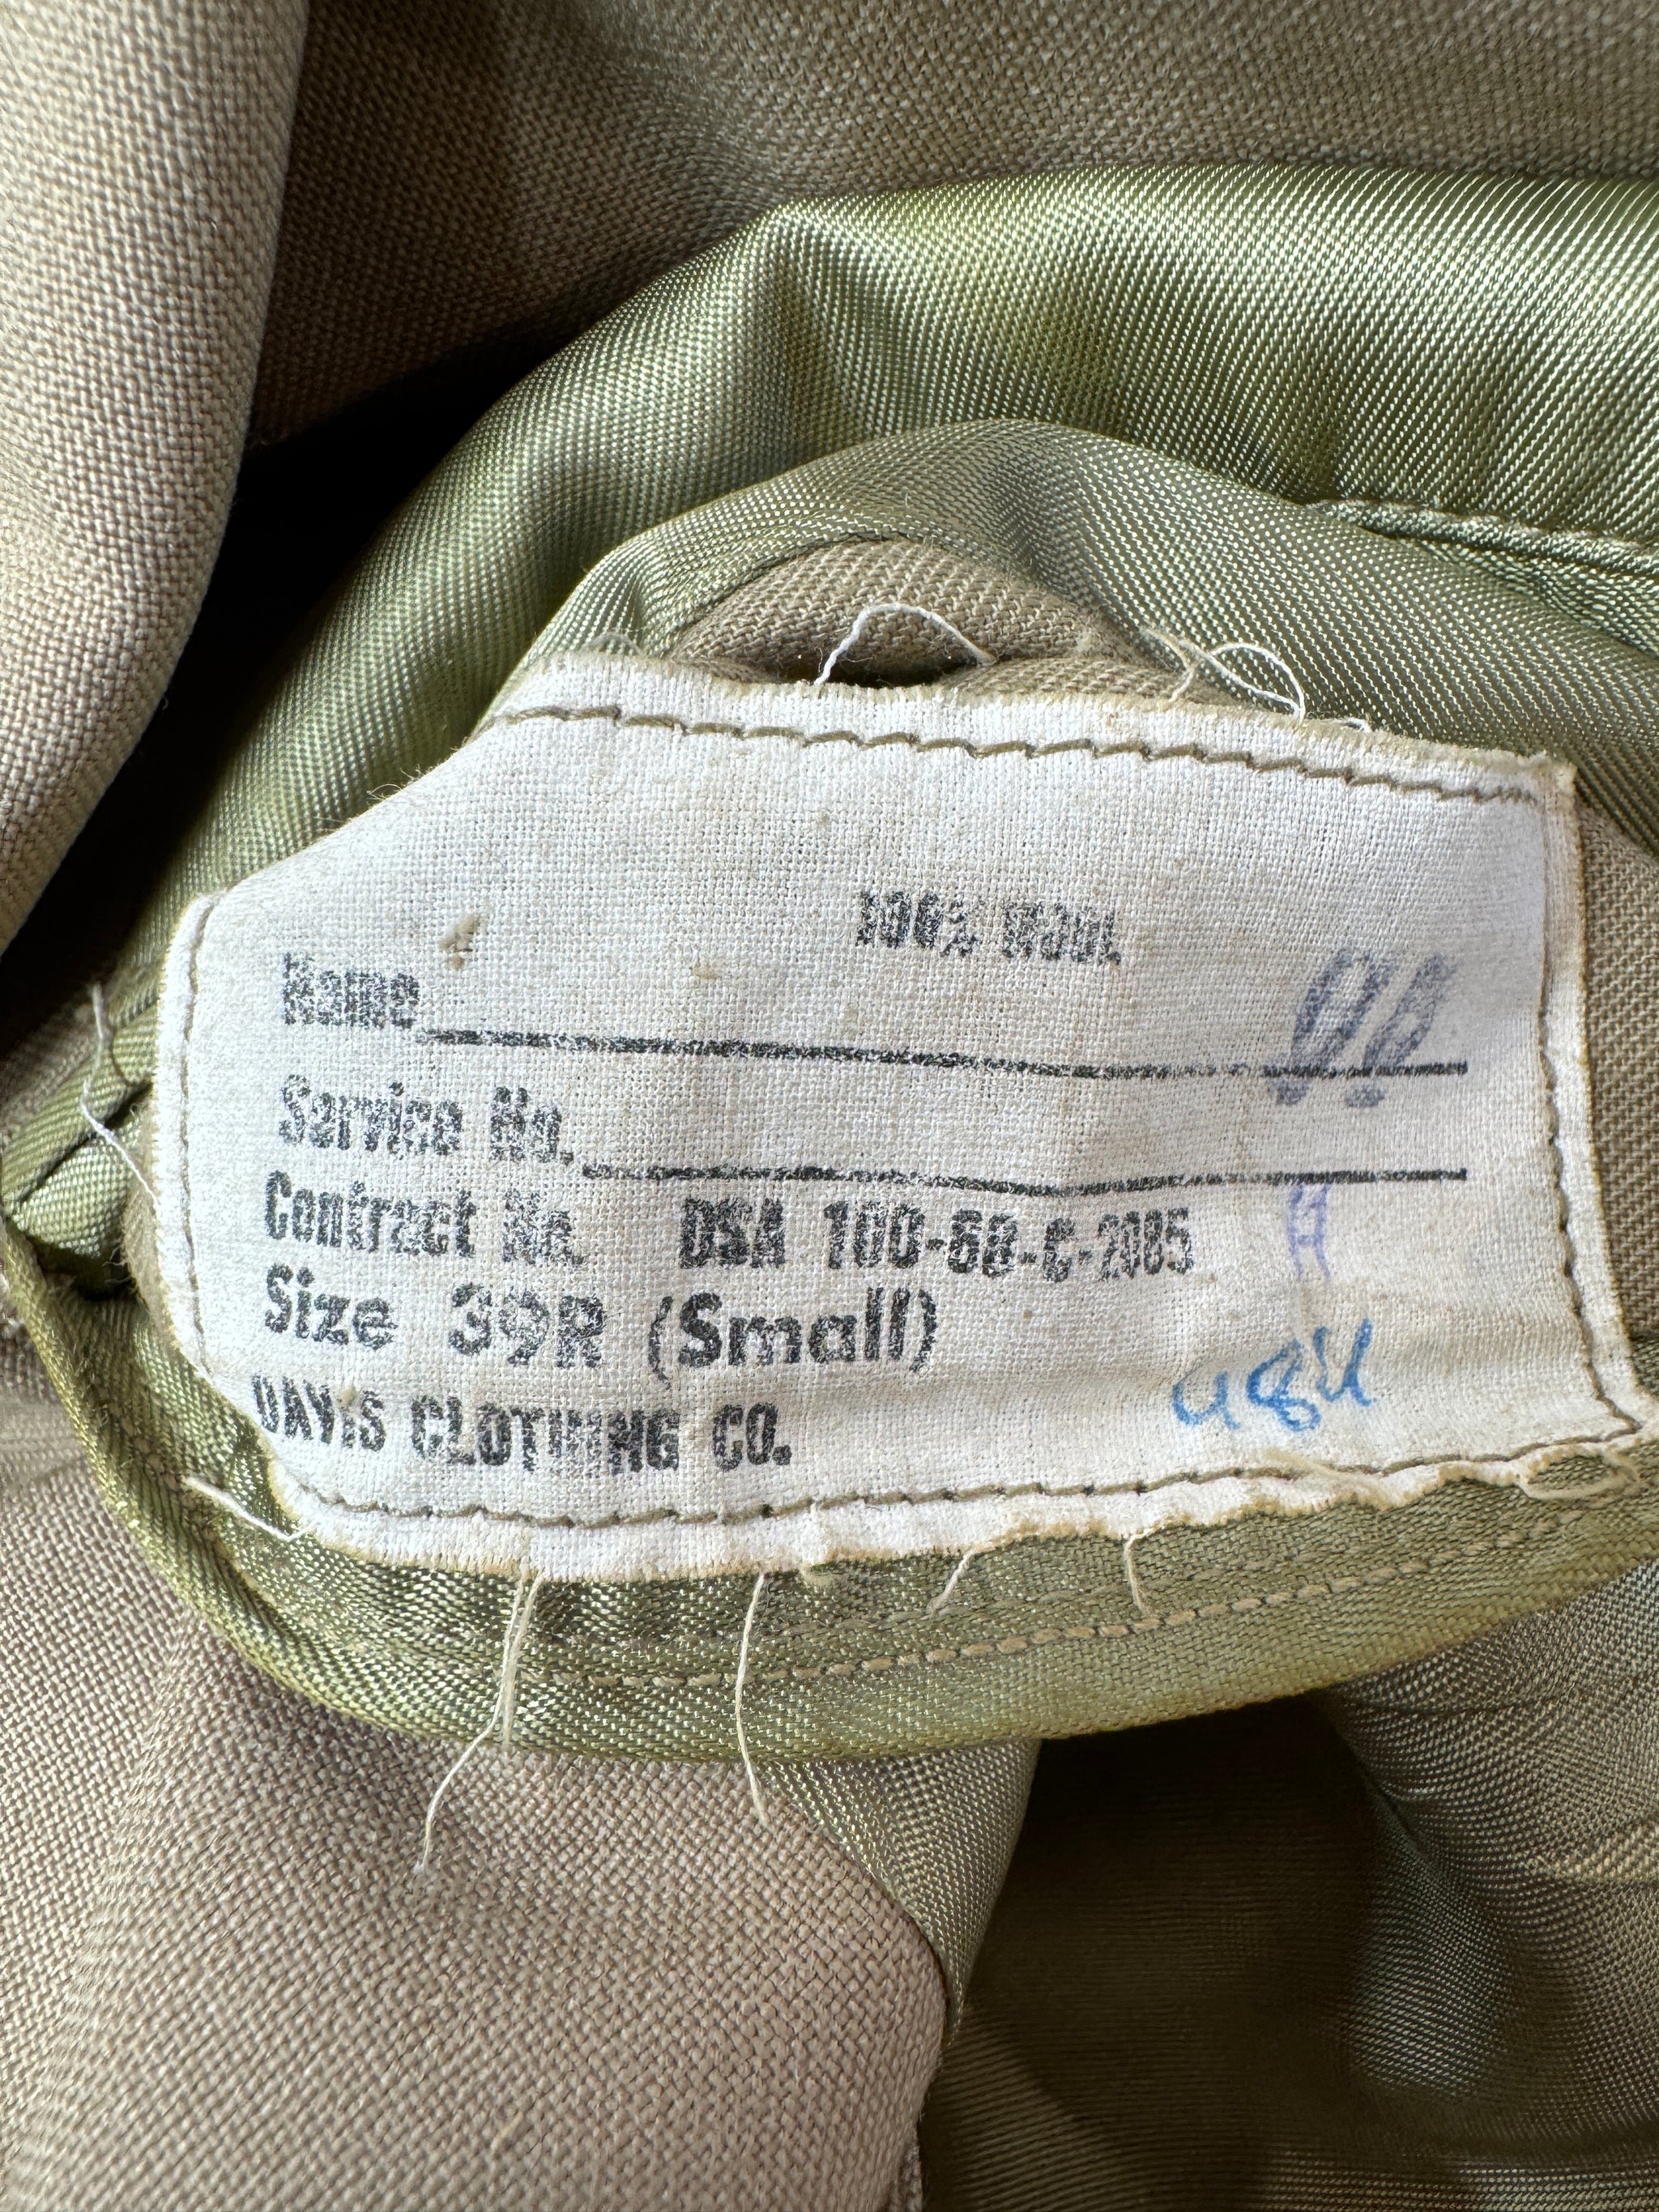 100% WOOL
Name
Service No.
Contract No. DSA 100-68-C-2085
Size 39R (Small)
DAVIS CLOTHING CO.
H
484